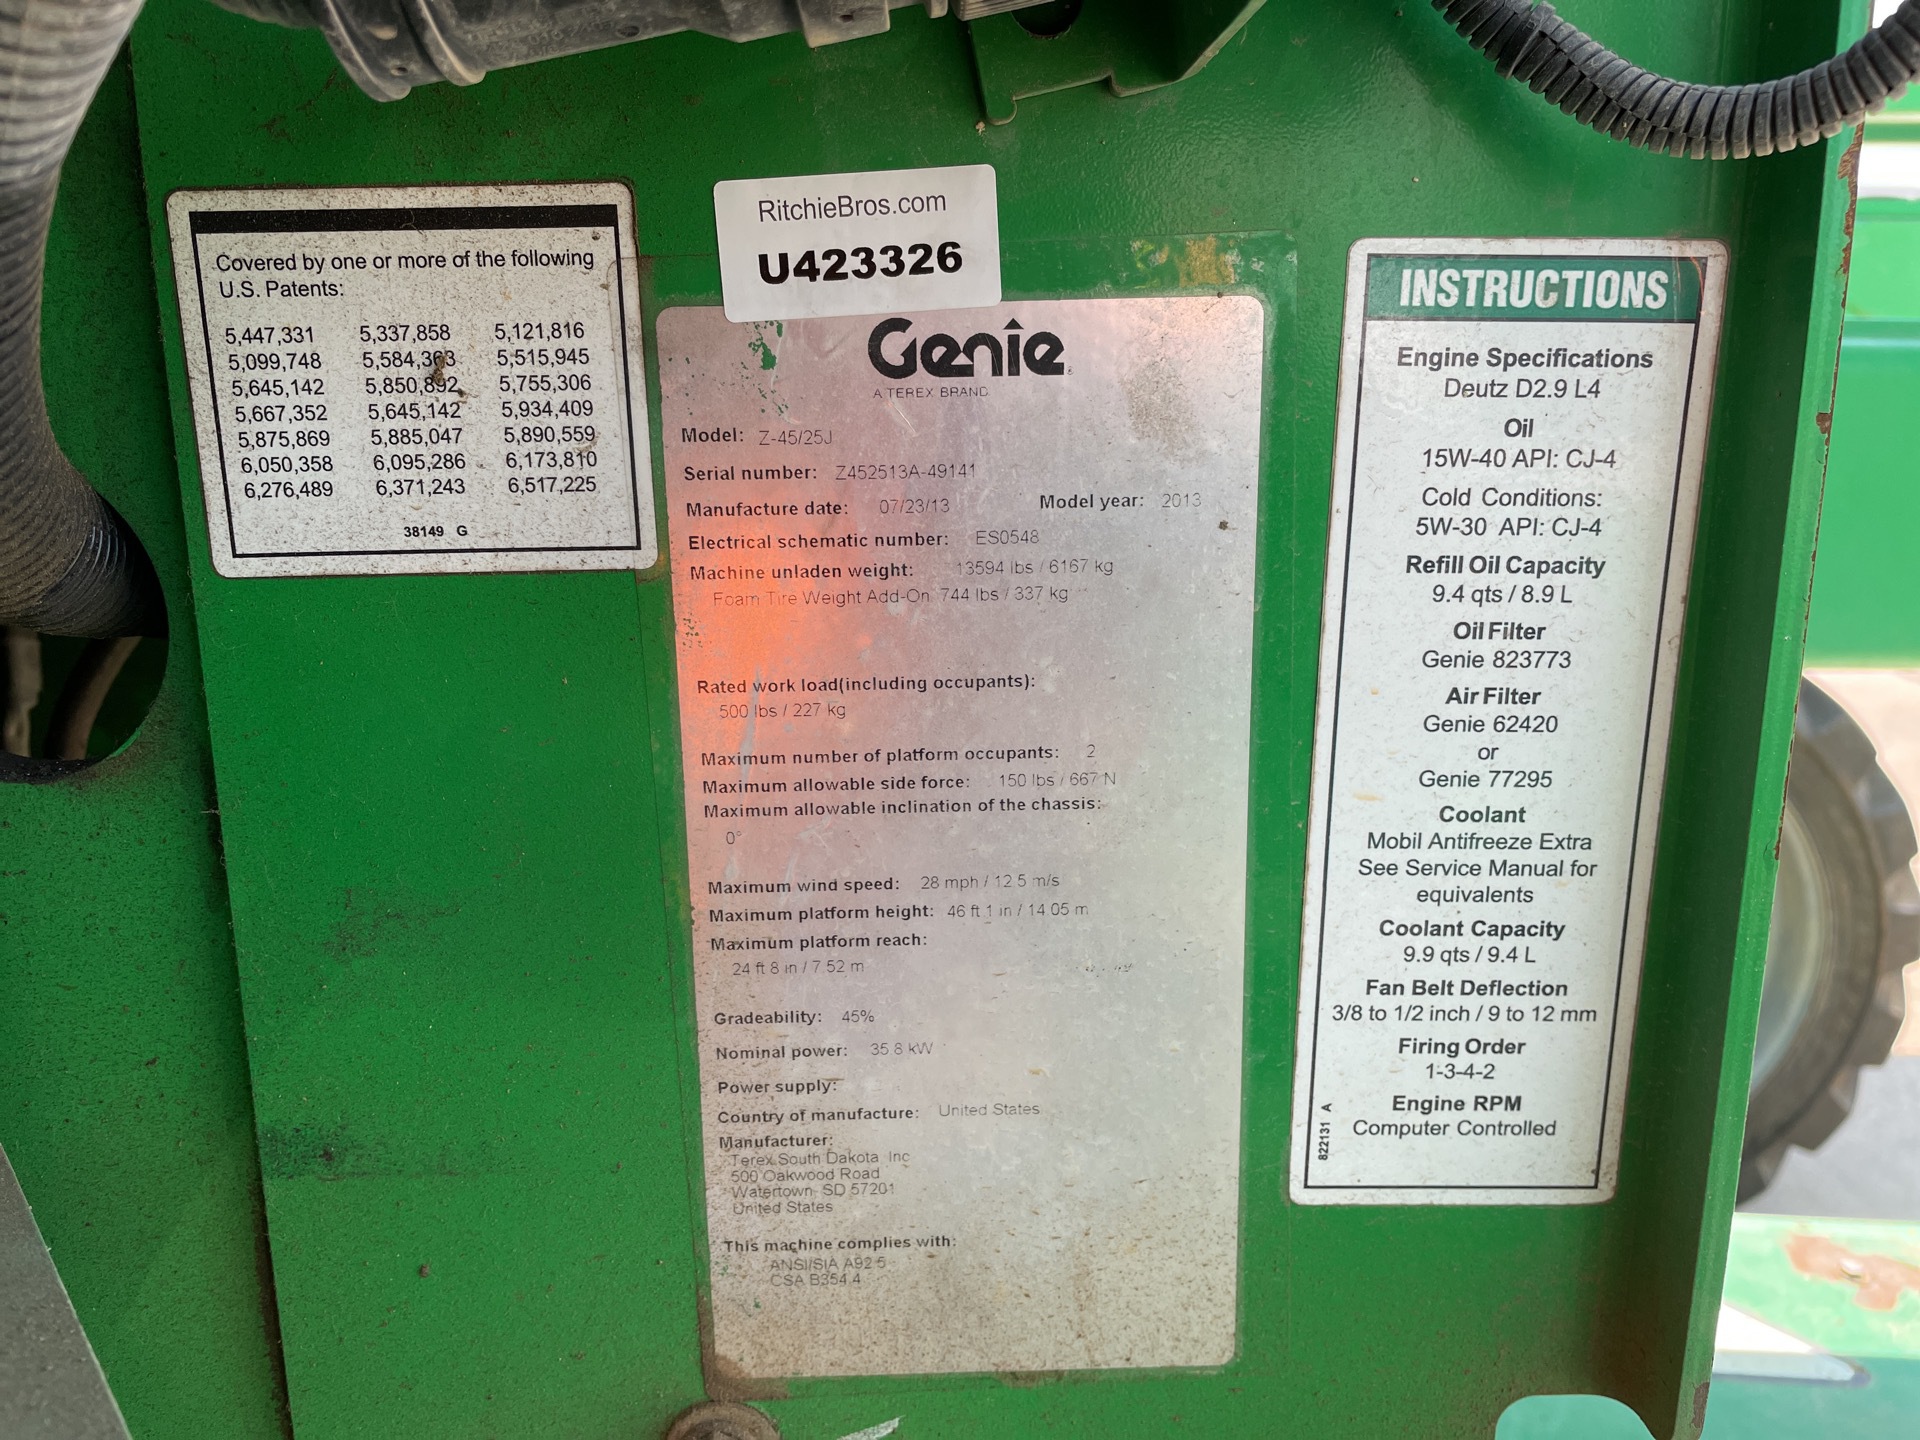 Covered by one or more of the following
U.S. Patents:
5,447,331 5,337,858 5,121,816
5,099,748 5,584,363 5,515,945
5,645,142 5,850,892 5,755,306
5,667,352 5,645,142 5,934,409
5,875,869 5,885,047 5,890,559
6,050,358 6,095,286 6,173,810
6,276,489 6,371,243 6,517,225
38149 G
RitchieBros.com
U423326
Genie
A TEREX BRAND
Model: Z-45/25J
Serial number: Z452513A-49141
Manufacture date: 07/23/13 Model year: 2013
Electrical schematic number: ES0548
Machine unladen weight: 13594 lbs / 6167 kg
Foam Tire Weight Add-On 744 lbs / 337 kg
Rated work load(including occupants):
500 lbs / 227 kg
Maximum number of platform occupants: 2
Maximum allowable side force: 150 lbs / 667 N
Maximum allowable inclination of the chassis:
0°
Maximum wind speed: 28 mph / 12.5 m/s
Maximum platform height: 46 ft 1 in / 14.05 m
Maximum platform reach:
24 ft 8 in / 7.52 m
Gradeability: 45%
Nominal power: 35.8 kW
Power supply:
Country of manufacture: United States
Manufacturer:
Terex South Dakota Inc
500 Oakwood Road
Watertown, SD 57201
United States
This machine complies with:
ANSI/SIA A92.5
CSA B354.4
INSTRUCTIONS
Engine Specifications
Deutz D2.9 L4
Oil
15W-40 API: CJ-4
Cold Conditions:
5W-30 API: CJ-4
Refill Oil Capacity
9.4 qts / 8.9 L
Oil Filter
Genie 823773
Air Filter
Genie 62420
or
Genie 77295
Coolant
Mobil Antifreeze Extra
See Service Manual for
equivalents
Coolant Capacity
9.9 qts / 9.4 L
Fan Belt Deflection
3/8 to 1/2 inch / 9 to 12 mm
Firing Order
1-3-4-2
Engine RPM
Computer Controlled
822131 A